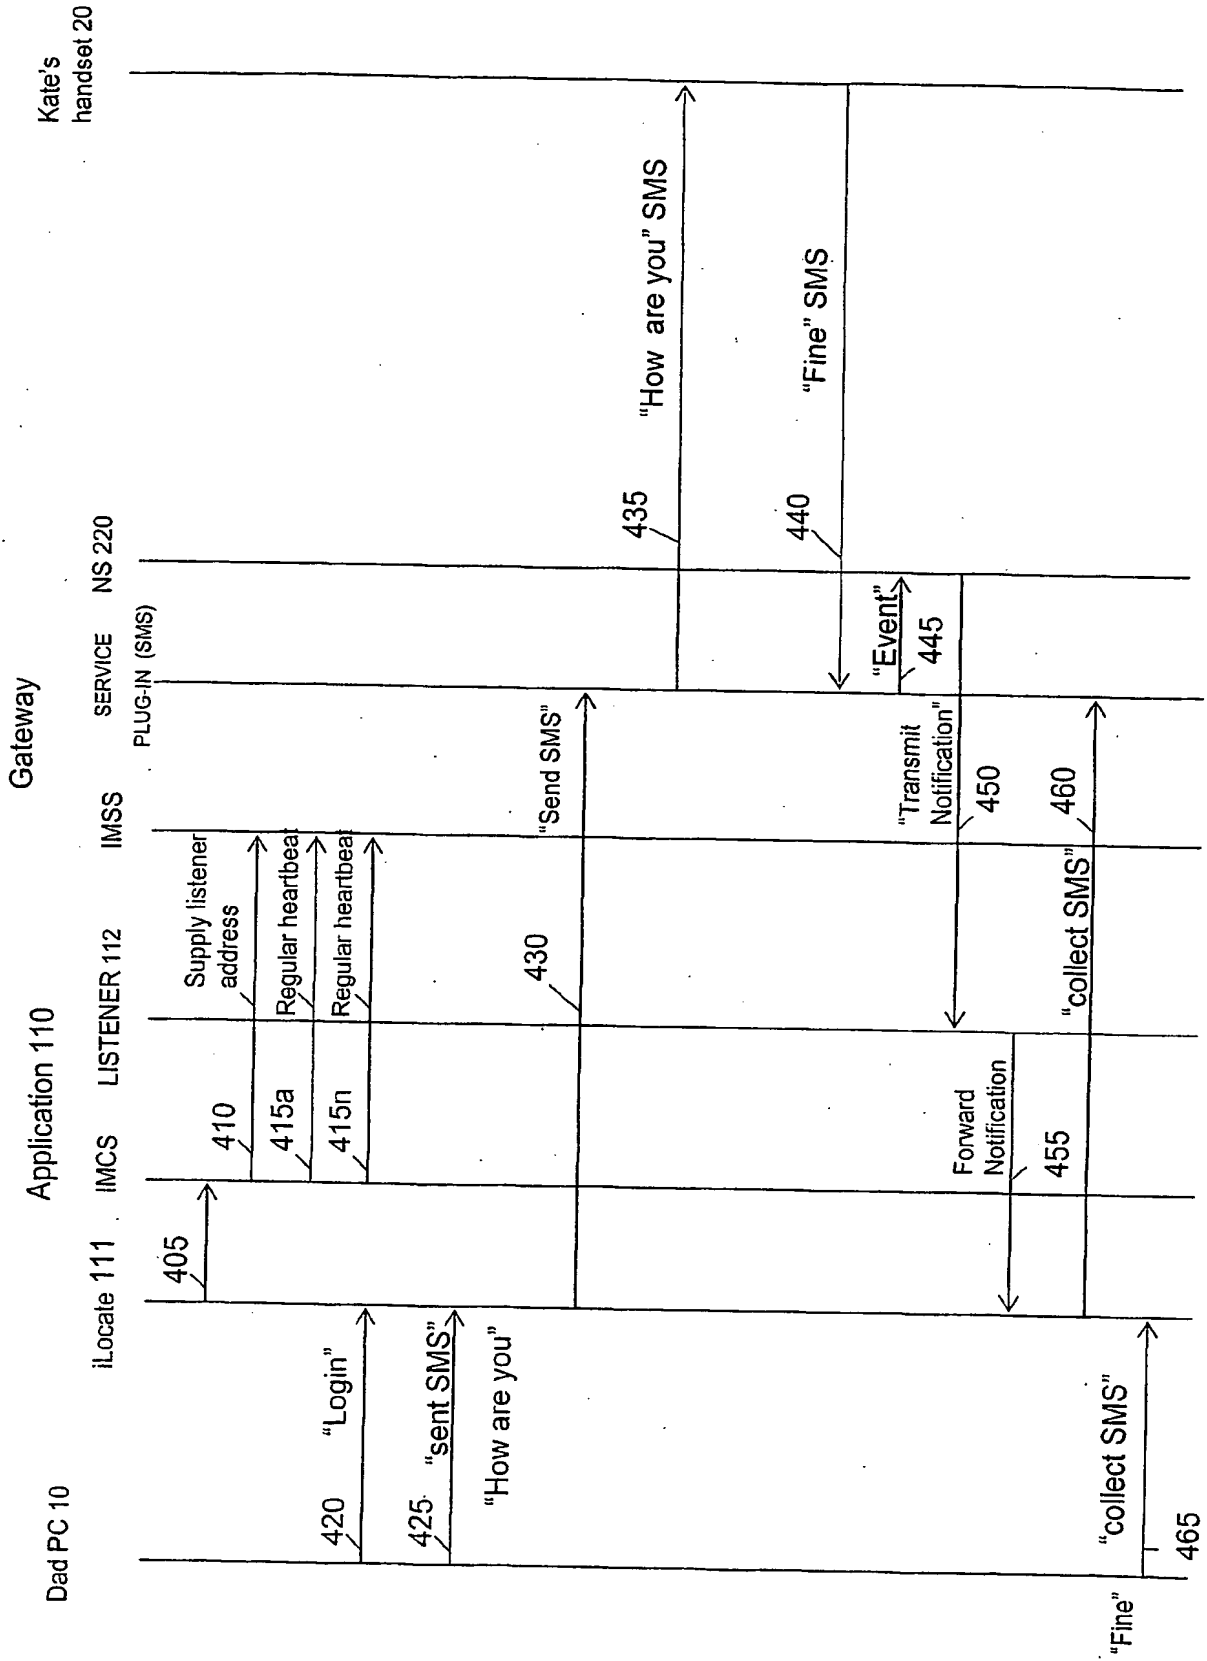 Gateway
Application 110
Kate's
handset 20
Dad PC 10
iLocate 111
IMCS
LISTENER 112
IMSS
SERVICE
PLUG-IN (SMS)
NS 220
405
410
Supply listener
address
415a
Regular heartbeat
415n
Regular heartbeat
420
"Login"
425
"sent SMS"
"How are you"
430
"Send SMS"
435
"How are you" SMS
440
"Fine" SMS
"Event"
445
"Transmit
Notification"
450
Forward
Notification
455
"collect SMS"
460
"collect SMS"
465
"Fine"